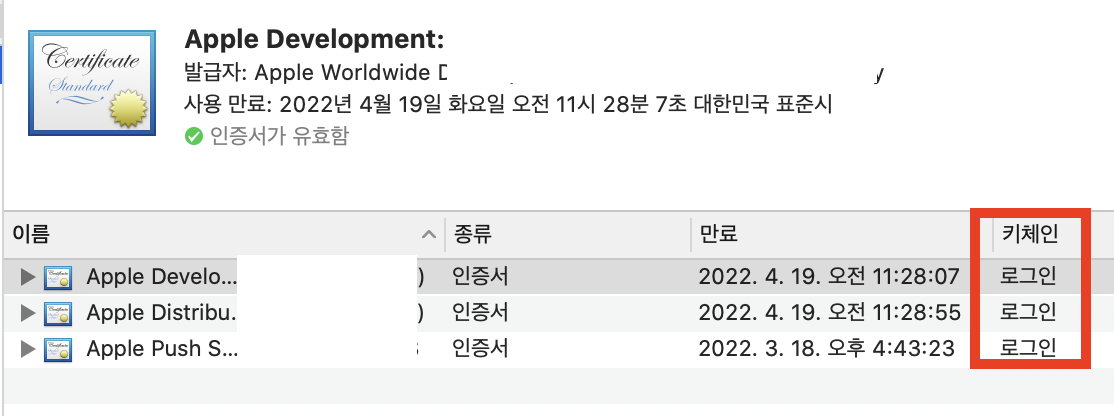 Certificate
Standard
Apple Development:
발급자: Apple Worldwide
사용 만료: 2022년 4월 19일 화요일 오전 11시 28분 7초 대한민국 표준시
인증서가 유효함
이름 종류 만료 키체인
Apple Develo... ) 인증서 2022. 4. 19. 오전 11:28:07 로그인
Apple Distribu. ) 인증서 2022. 4. 19. 오전 11:28:55 로그인
Apple Push S... 인증서 2022. 3. 18. 오후 4:43:23 로그인